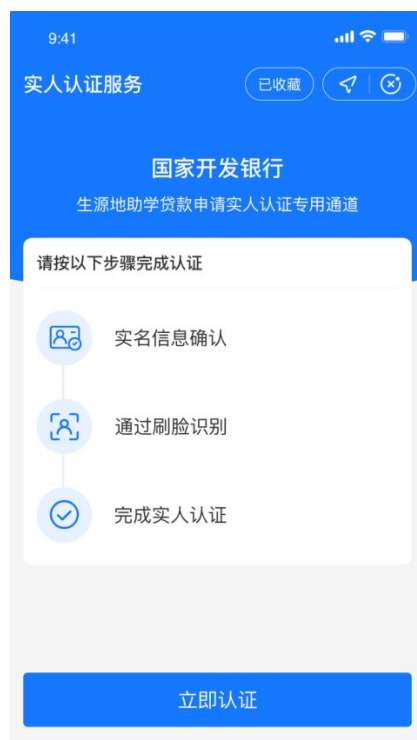 9:41
实人认证服务
已收藏
国家开发银行
生源地助学贷款申请实人认证专用通道
请按以下步骤完成认证
实名信息确认
通过刷脸识别
完成实人认证
立即认证